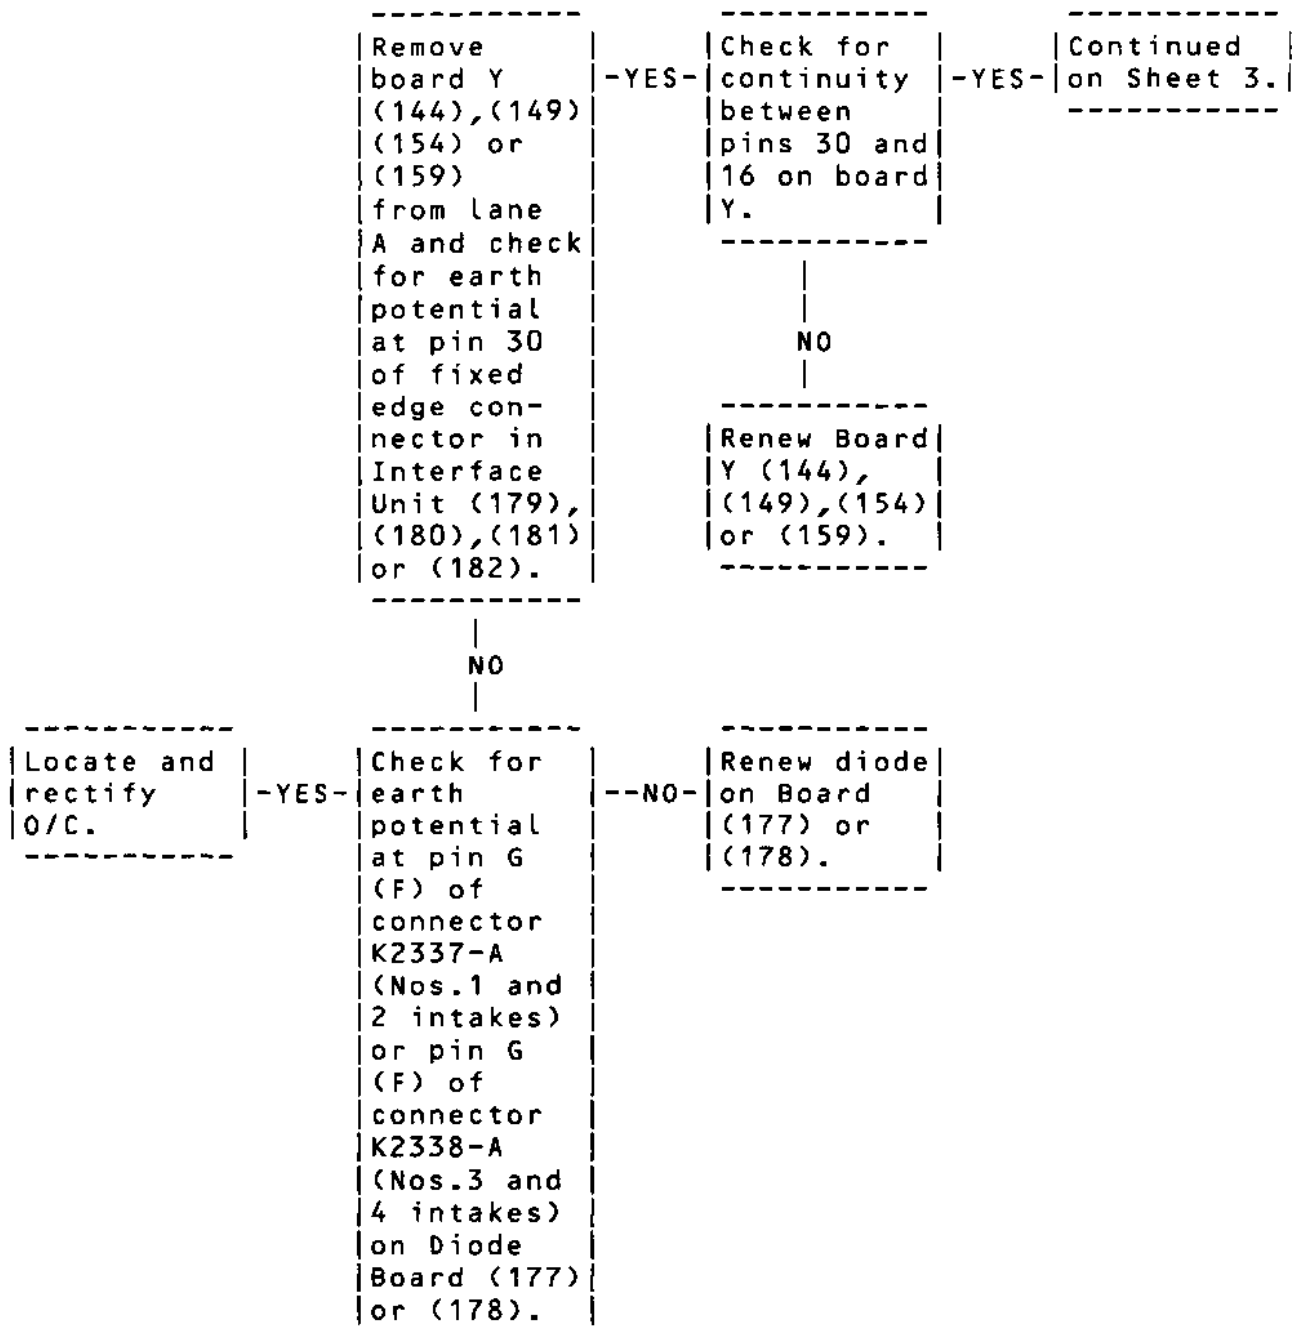 Remove
board Y
(144),(149)
(154) or
(159)
from lane
A and check
for earth
potential
at pin 30
of fixed
edge con-
nector in
Interface
Unit (179),
(180),(181)
or (182).
-YES-
Check for
continuity
between
pins 30 and
16 on board
Y.
-YES-
Continued
on Sheet 3.
NO
Renew Board
Y (144),
(149),(154)
or (159).
NO
Locate and
rectify
O/C.
-YES-
Check for
earth
potential
at pin G
(F) of
connector
K2337-A
(Nos.1 and
2 intakes)
or pin G
(F) of
connector
K2338-A
(Nos.3 and
4 intakes)
on Diode
Board (177)
or (178).
--NO-
Renew diode
on Board
(177) or
(178).